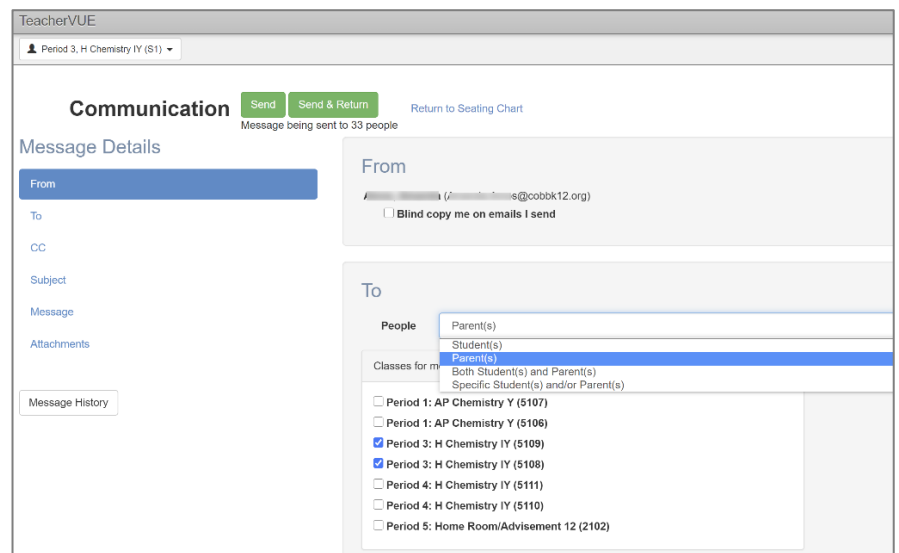 TeacherVUE
Period 3, H Chemistry IY (S1)
Communication
Send
Send & Return
Return to Seating Chart
Message being sent to 33 people
Message Details
From
To
CC
Subject
Message
Attachments
Message History
From
s@cobbk12.org)
Blind copy me on emails I send
To
People
Parent(s)
Student(s)
Parent(s)
Both Student(s) and Parent(s)
Specific Student(s) and/or Parent(s)
Classes for m
Period 1: AP Chemistry Y (5107)
Period 1: AP Chemistry Y (5106)
Period 3: H Chemistry IY (5109)
Period 3: H Chemistry IY (5108)
Period 4: H Chemistry IY (5111)
Period 4: H Chemistry IY (5110)
Period 5: Home Room/Advisement 12 (2102)